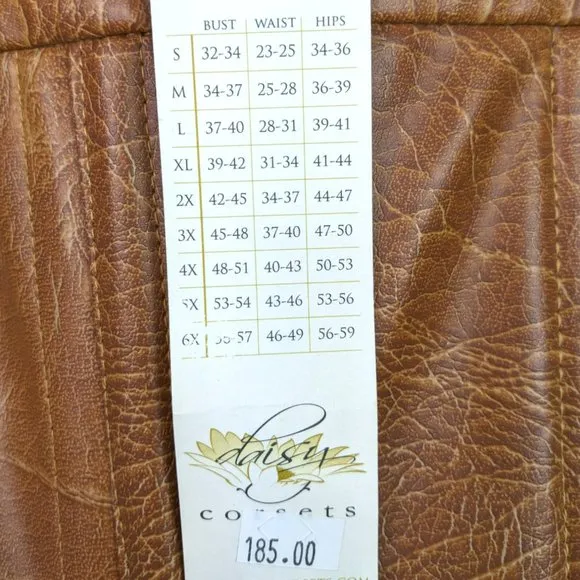 BUST WAIST HIPS
S 32-34 23-25 34-36
M 34-37 25-28 36-39
L 37-40 28-31 39-41
XL 39-42 31-34 41-44
2X 42-45 34-37 44-47
3X 45-48 37-40 47-50
4X 48-51 40-43 50-53
5X 53-54 43-46 53-56
6X 46-49 56-59
daisy
corsets
185.00